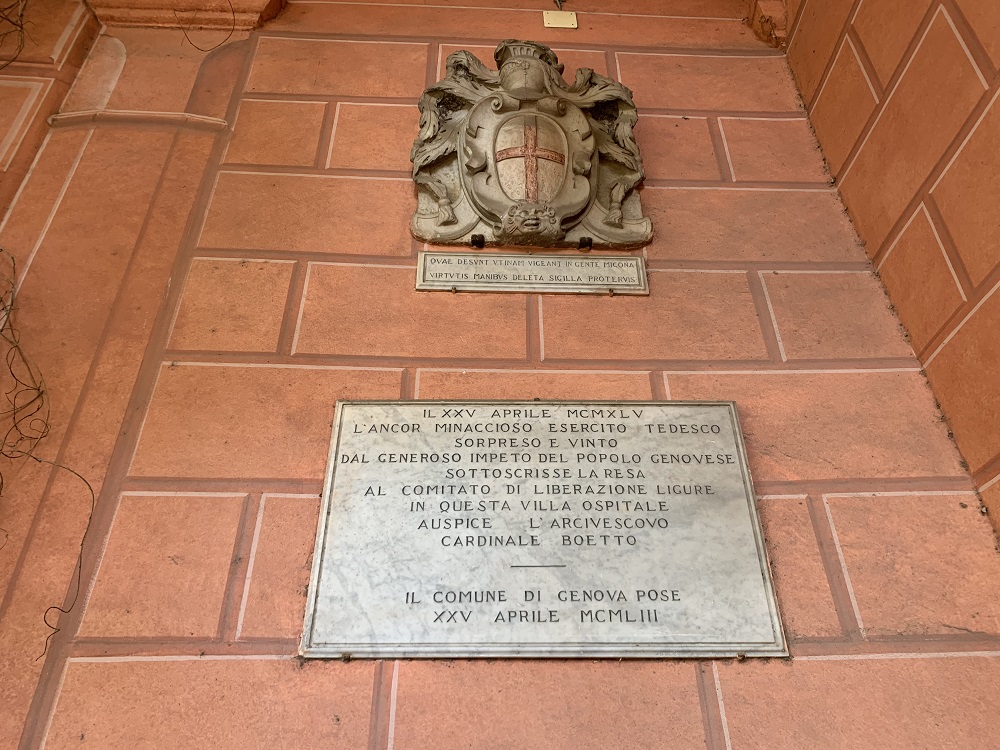 QVAE DESVNT VTINAM VIGEANT IN GENTE MICONA
VIRTVTIS MANIBVS DELETA SIGILLA PROTERVIS
IL XXV APRILE MCMXLV
L'ANCOR MINACCIOSO ESERCITO TEDESCO
SORPRESO E VINTO
DAL GENEROSO IMPETO DEL POPOLO GENOVESE
SOTTOSCRISSE LA RESA
AL COMITATO DI LIBERAZIONE LIGURE
IN QUESTA VILLA OSPITALE
AUSPICE L'ARCIVESCOVO
CARDINALE BOETTO
IL COMUNE DI GENOVA POSE
XXV APRILE MCMLIII